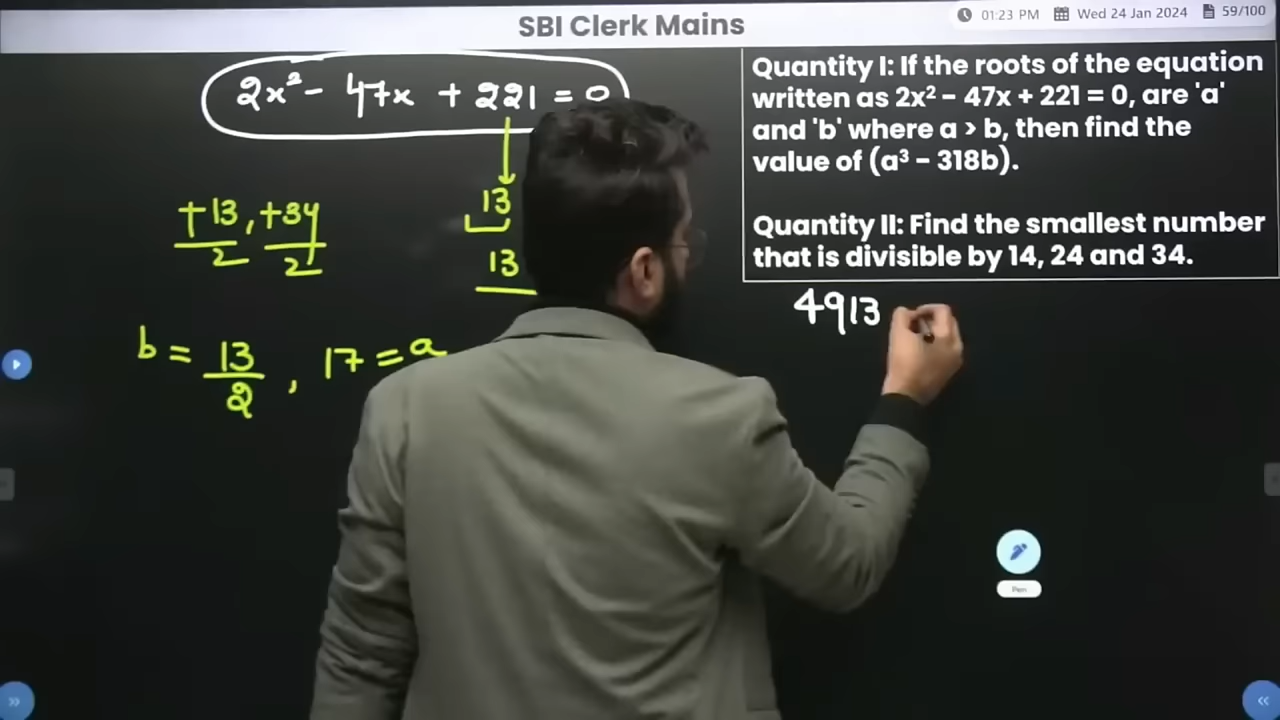 SBI Clerk Mains
01:23 PM Wed 24 Jan 2024 59/100
2x² - 47x + 221 = 0
13
13
+13, +34
2 2
b = 13/2, 17 = a
Quantity I: If the roots of the equation
written as 2x² – 47x + 221 = 0, are 'a'
and 'b' where a > b, then find the
value of (a³ – 318b).
Quantity II: Find the smallest number
that is divisible by 14, 24 and 34.
4913
Pen